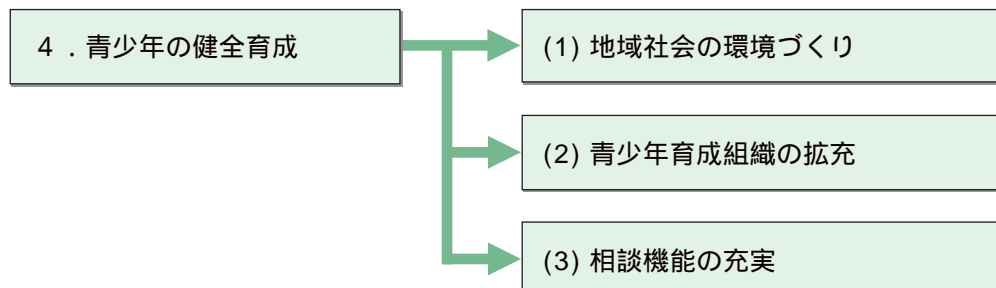 ４．青少年の健全育成
(1) 地域社会の環境づくり
(2) 青少年育成組織の拡充
(3) 相談機能の充実